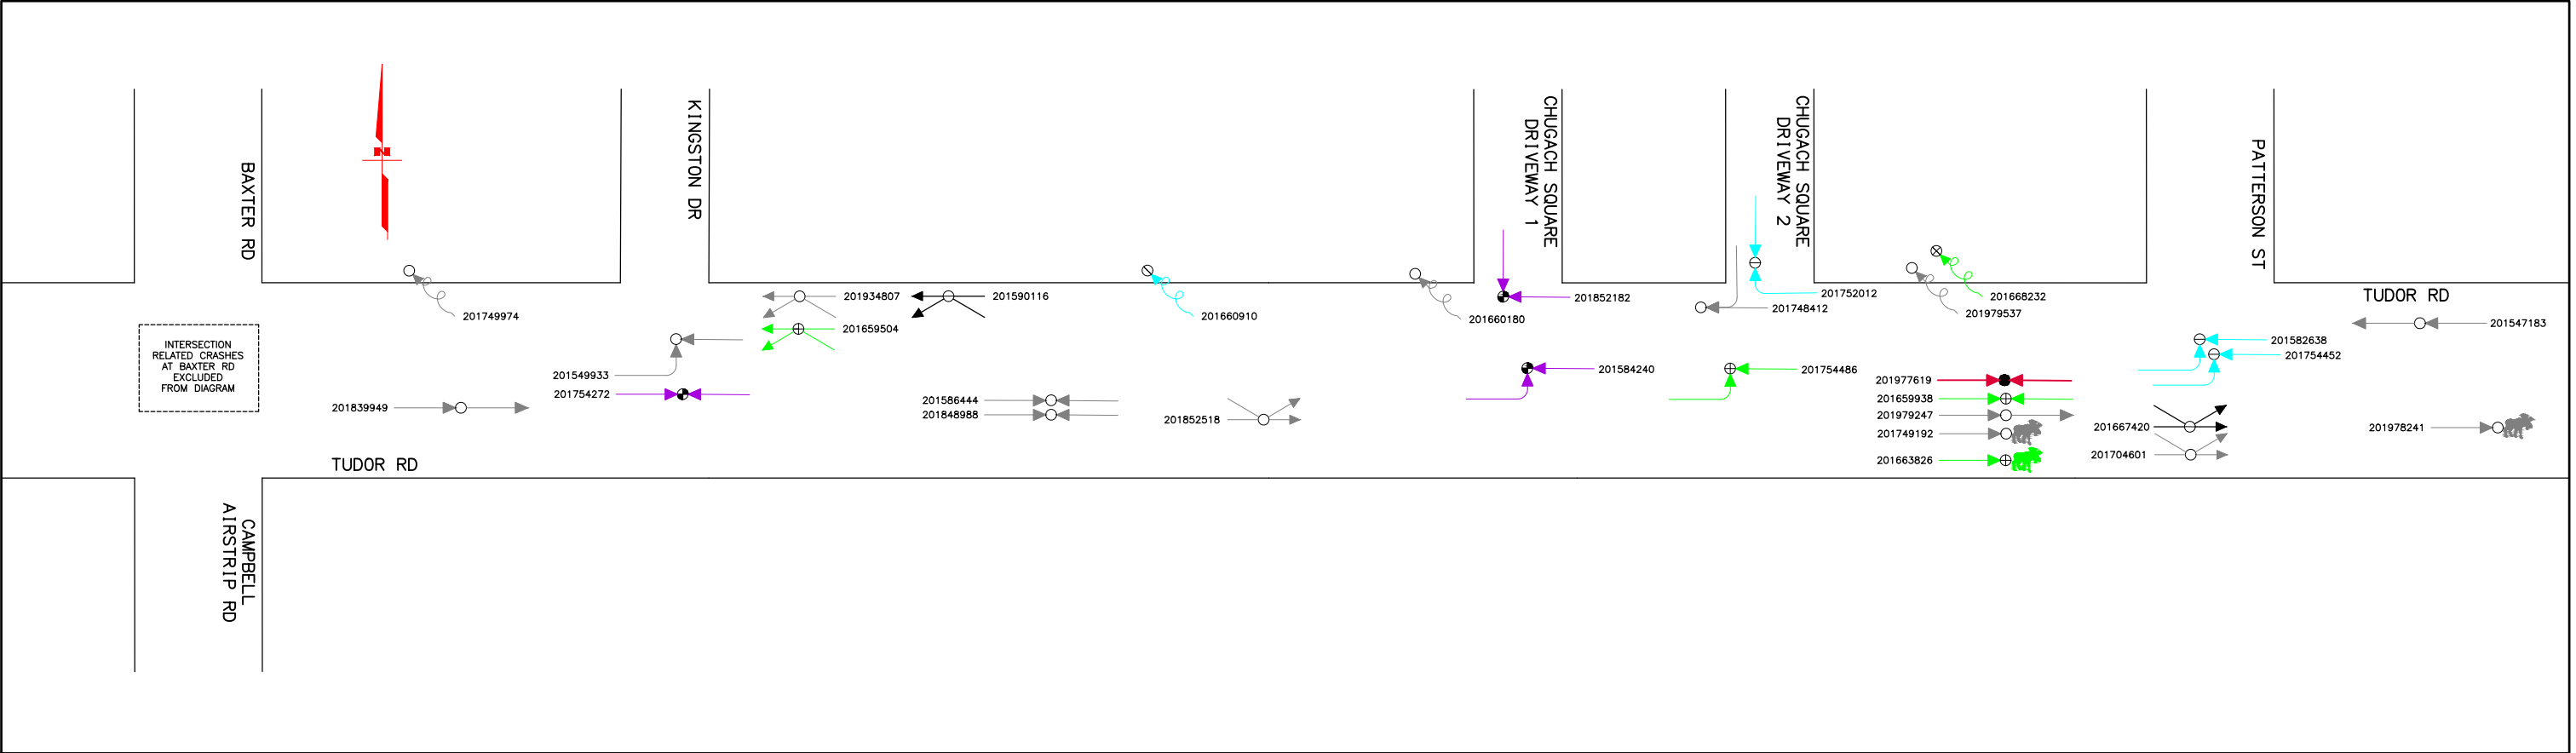 N
BAXTER RD
KINGSTON DR
CHUGACH SQUARE
DRIVEWAY 1
CHUGACH SQUARE
DRIVEWAY 2
PATTERSON ST
TUDOR RD
201749974
201934807
201590116
201659504
201660910
201660180
201852182
201748412
201752012
201668232
201979537
201547183
INTERSECTION
RELATED CRASHES
AT BAXTER RD
EXCLUDED
FROM DIAGRAM
201549933
201754272
201839949
201586444
201848988
201852518
201584240
201754486
201977619
201659938
201979247
201749192
201663826
201582638
201754452
201667420
201704601
201978241
TUDOR RD
CAMPBELL
AIRSTRIP RD